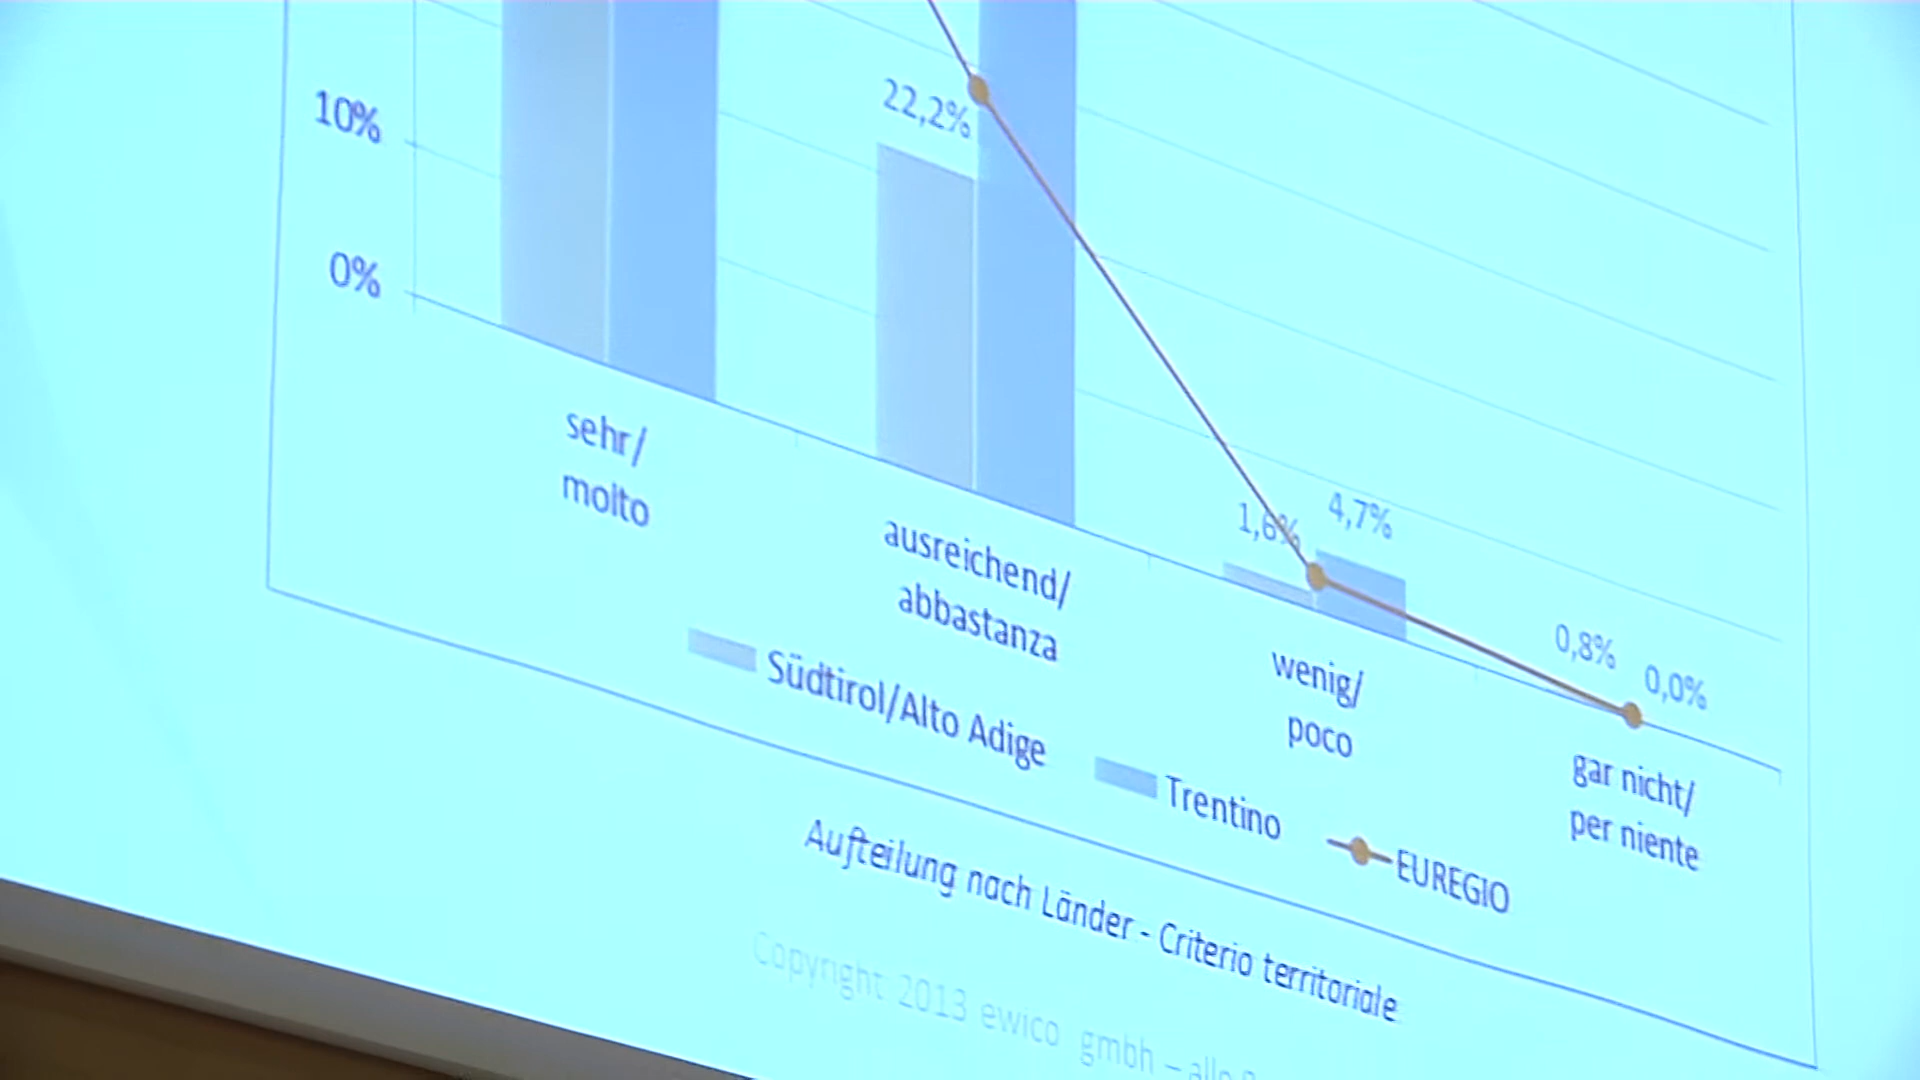 10%
0%
22,2%
1,6%
4,7%
0,8%
0,0%
sehr/
molto
ausreichend/
abbastanza
wenig/
poco
gar nicht/
per niente
Südtirol/Alto Adige
Trentino
EUREGIO
Aufteilung nach Länder - Criterio territoriale
Copyright 2013 ewico gmbh – alle